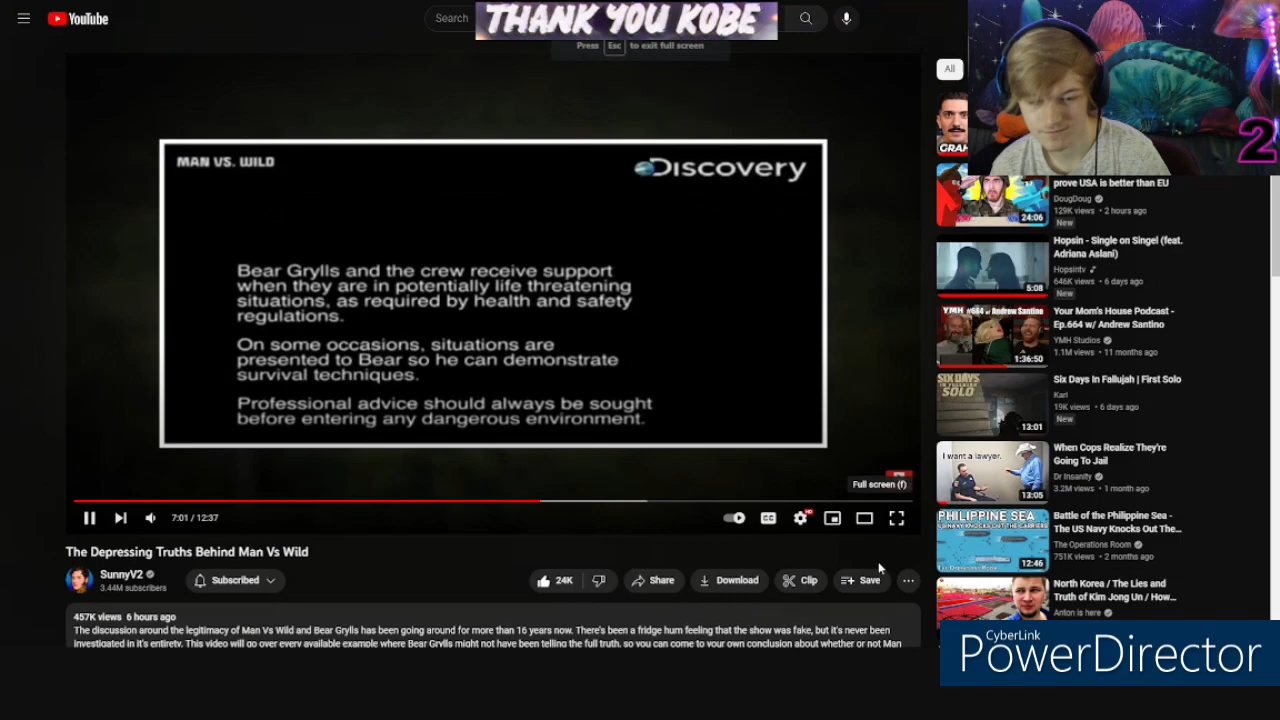 YouTube
Search
THANK YOU KOBE
Press Esc to exit full screen
All
2
MAN VS. WILD
Discovery
Bear Grylls and the crew receive support
when they are in potentially life threatening
situations, as required by health and safety
regulations.
On some occasions, situations are
presented to Bear so he can demonstrate
survival techniques.
Professional advice should always be sought
before entering any dangerous environment.
Full screen (f)
7:01 / 12:37
CC
HD
The Depressing Truths Behind Man Vs Wild
SunnyV2
3.44M subscribers
Subscribed
24K
Share
Download
Clip
Save
457K views 6 hours ago
The discussion around the legitimacy of Man Vs Wild and Bear Grylls has been going around for more than 16 years now. There's been a fridge hum feeling that the show was fake, but it's never been
investigated in it's entirety. This video will go over every available example where Bear Grylls might not have been telling the full truth, so you can come to your own conclusion about whether or not Man
GRAH
prove USA is better than EU
DougDoug
129K views • 2 hours ago
New
24:06
Hopsin - Single on Singel (feat.
Adriana Aslani)
Hopsintv
646K views • 6 days ago
New
5:08
YMH #664 w/ Andrew Santino
Your Mom's House Podcast -
Ep.664 w/ Andrew Santino
YMH Studios
1.1M views • 11 months ago
1:36:50
SIX DAYS
IN FALLUJAH
SOLO
Six Days In Fallujah | First Solo
Karl
19K views • 6 days ago
New
13:01
I want a lawyer.
When Cops Realize They're
Going To Jail
Dr Insanity
3.2M views • 1 month ago
13:05
PHILIPPINE SEA
US NAVY KNOCKS OUT THE CARRIERS
Battle of the Philippine Sea -
The US Navy Knocks Out The...
The Operations Room
751K views • 2 months ago
12:46
North Korea / The Lies and
Truth of Kim Jong Un / How...
Anton is here
CyberLink
PowerDirector